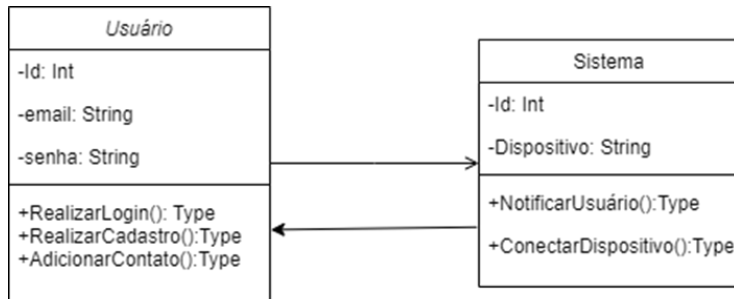 Usuário
-Id: Int
-email: String
-senha: String
+RealizarLogin(): Type
+RealizarCadastro():Type
+AdicionarContato():Type
Sistema
-Id: Int
-Dispositivo: String
+NotificarUsuário():Type
+ConectarDispositivo():Type